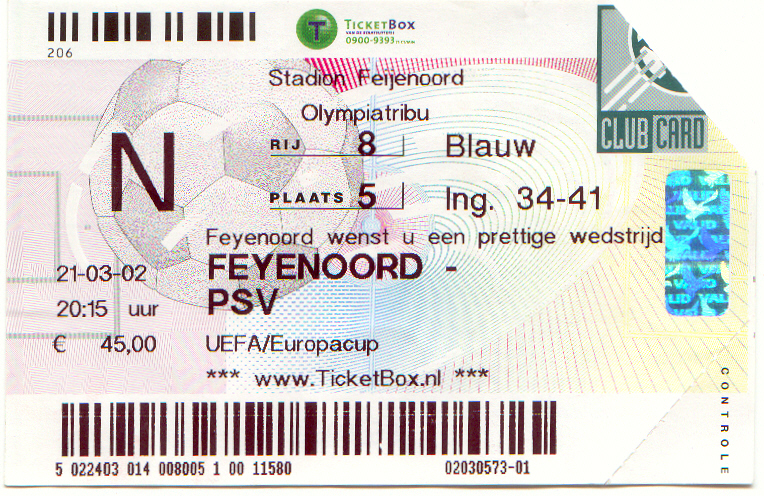 206
TICKETBOX
0900-9393
Stadion Feijenoord
Olympiatribu
CLUB CARD
N
RIJ 8 Blauw
PLAATS 5 Ing. 34-41
Feyenoord wenst u een prettige wedstrijd
21-03-02 FEYENOORD -
20:15 uur PSV
€ 45,00 UEFA/Europacup
*** www.TicketBox.nl ***
CONTROLE
5 022403 014 008005 1 00 11580 02030573-01